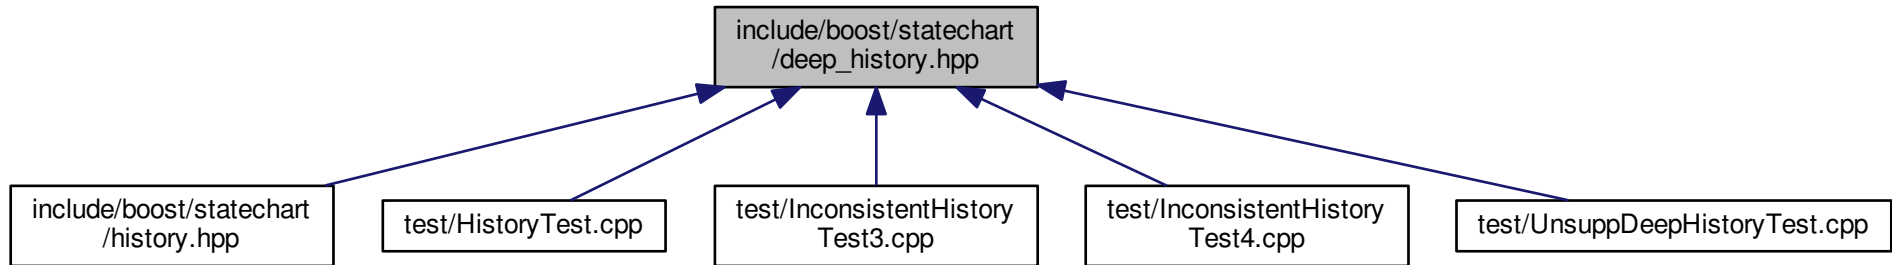 include/boost/statechart
/deep_history.hpp
include/boost/statechart
/history.hpp
test/HistoryTest.cpp
test/InconsistentHistory
Test3.cpp
test/InconsistentHistory
Test4.cpp
test/UnsuppDeepHistoryTest.cpp